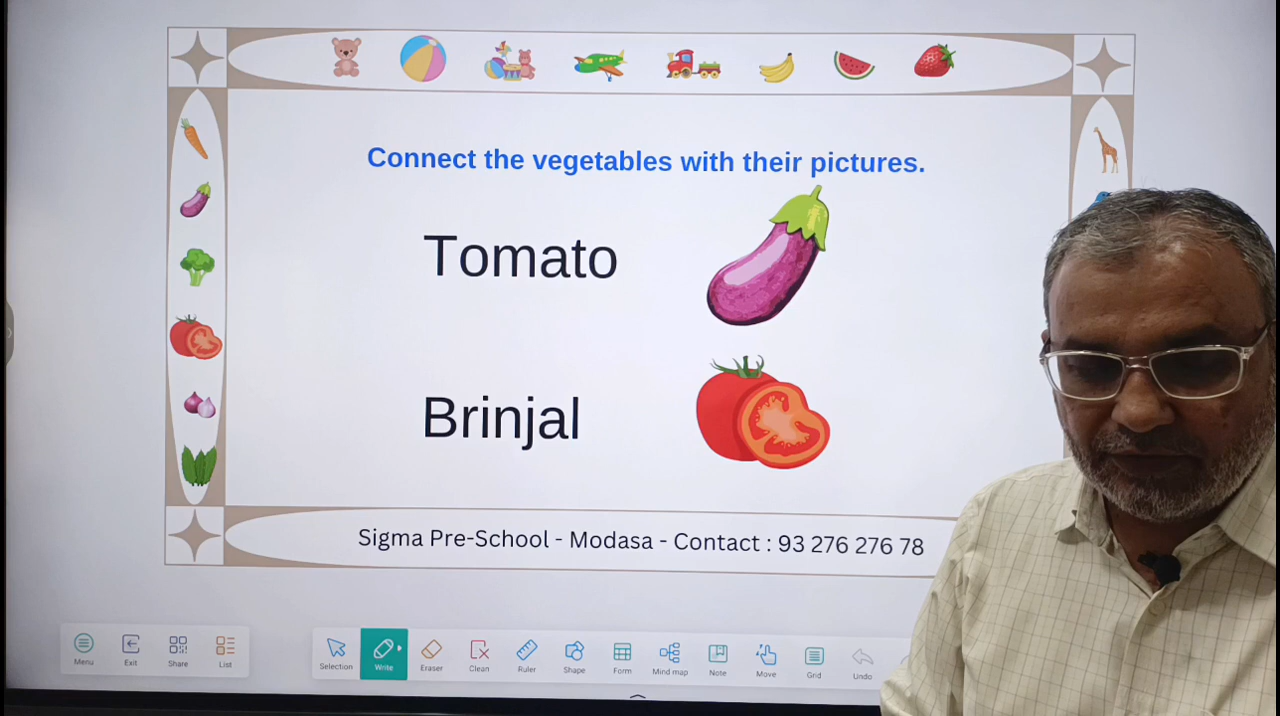 Connect the vegetables with their pictures.
Tomato
Brinjal
Sigma Pre-School - Modasa - Contact : 93 276 276 78
Menu
Exit
Share
List
Selection
Write
Eraser
Clean
Ruler
Shape
Form
Mind map
Note
Move
Grid
Undo